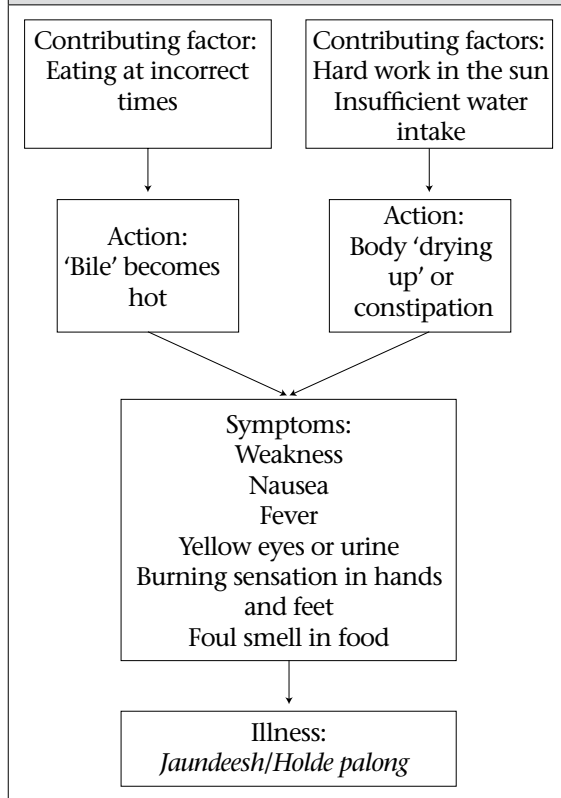 Contributing factor:
Eating at incorrect
times
Contributing factors:
Hard work in the sun
Insufficient water
intake
Action:
‘Bile’ becomes
hot
Action:
Body ‘drying
up’ or
constipation
Symptoms:
Weakness
Nausea
Fever
Yellow eyes or urine
Burning sensation in hands
and feet
Foul smell in food
Illness:
Jaundeesh/Holde palong